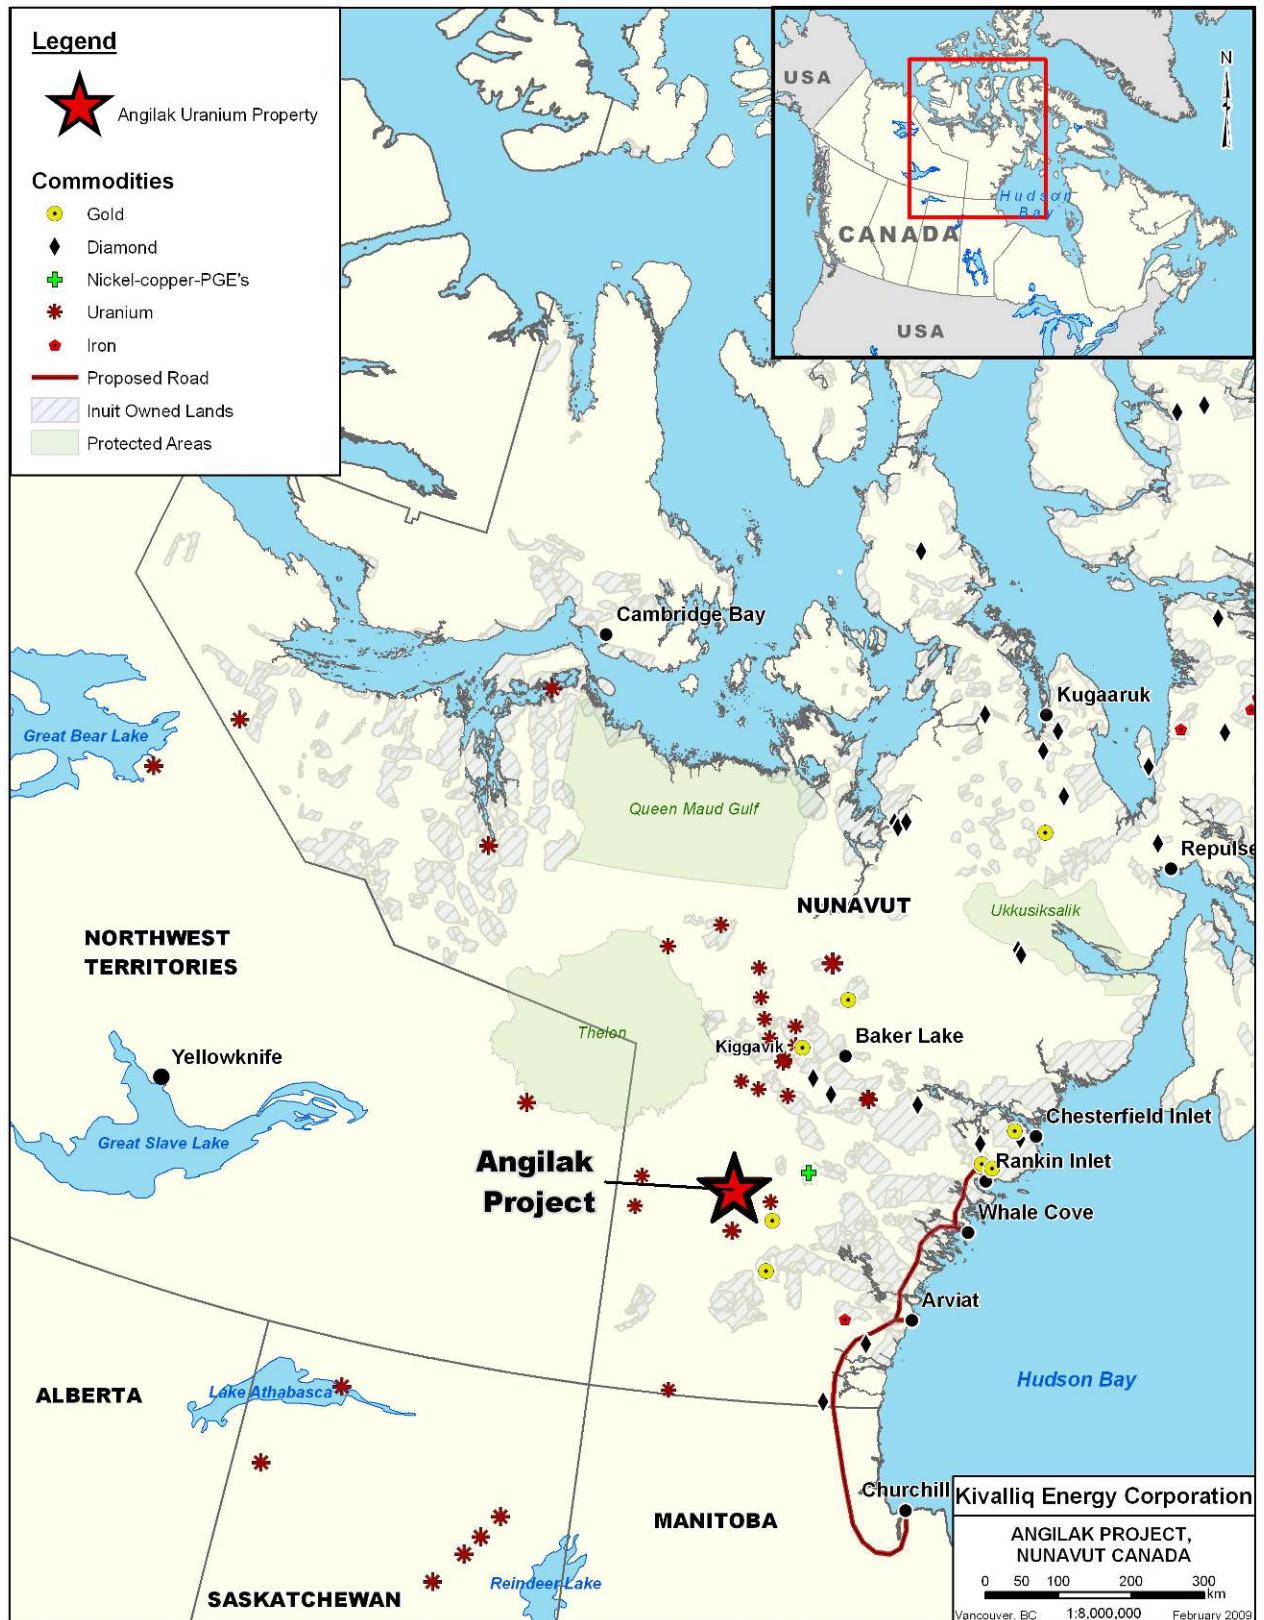 Legend
Angilak Uranium Property
Commodities
Gold
Diamond
Nickel-copper-PGE's
Uranium
Iron
Proposed Road
Inuit Owned Lands
Protected Areas
USA
N
Hudson
Bay
CANADA
USA
Cambridge Bay
Kugaaruk
Great Bear Lake
Queen Maud Gulf
Repulse
NUNAVUT
Ukkusiksalik
NORTHWEST
TERRITORIES
Thelon
Kiggavik
Baker Lake
Yellowknife
Great Slave Lake
Chesterfield Inlet
Angilak
Project
Rankin Inlet
Whale Cove
Arviat
Hudson Bay
ALBERTA
Lake Athabasca
Churchill
MANITOBA
SASKATCHEWAN
Reindeer Lake
Kivalliq Energy Corporation
ANGILAK PROJECT,
NUNAVUT CANADA
0 50 100 200 300
km
Vancouver, BC 1:8,000,000 February 2009